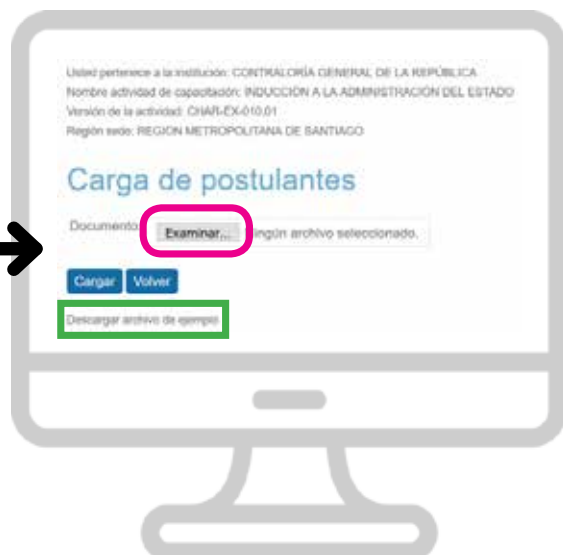 Usted pertenece a la institución: CONTRALORÍA GENERAL DE LA REPÚBLICA
Nombre actividad de capacitación: INDUCCIÓN A LA ADMINISTRACIÓN DEL ESTADO
Versión de la actividad: CHAR-EX-010,01
Región sede: REGION METROPOLITANA DE SANTIAGO
Carga de postulantes
Documento: Examinar... Ningún archivo seleccionado.
Cargar Volver
Descargar archivo de ejemplo